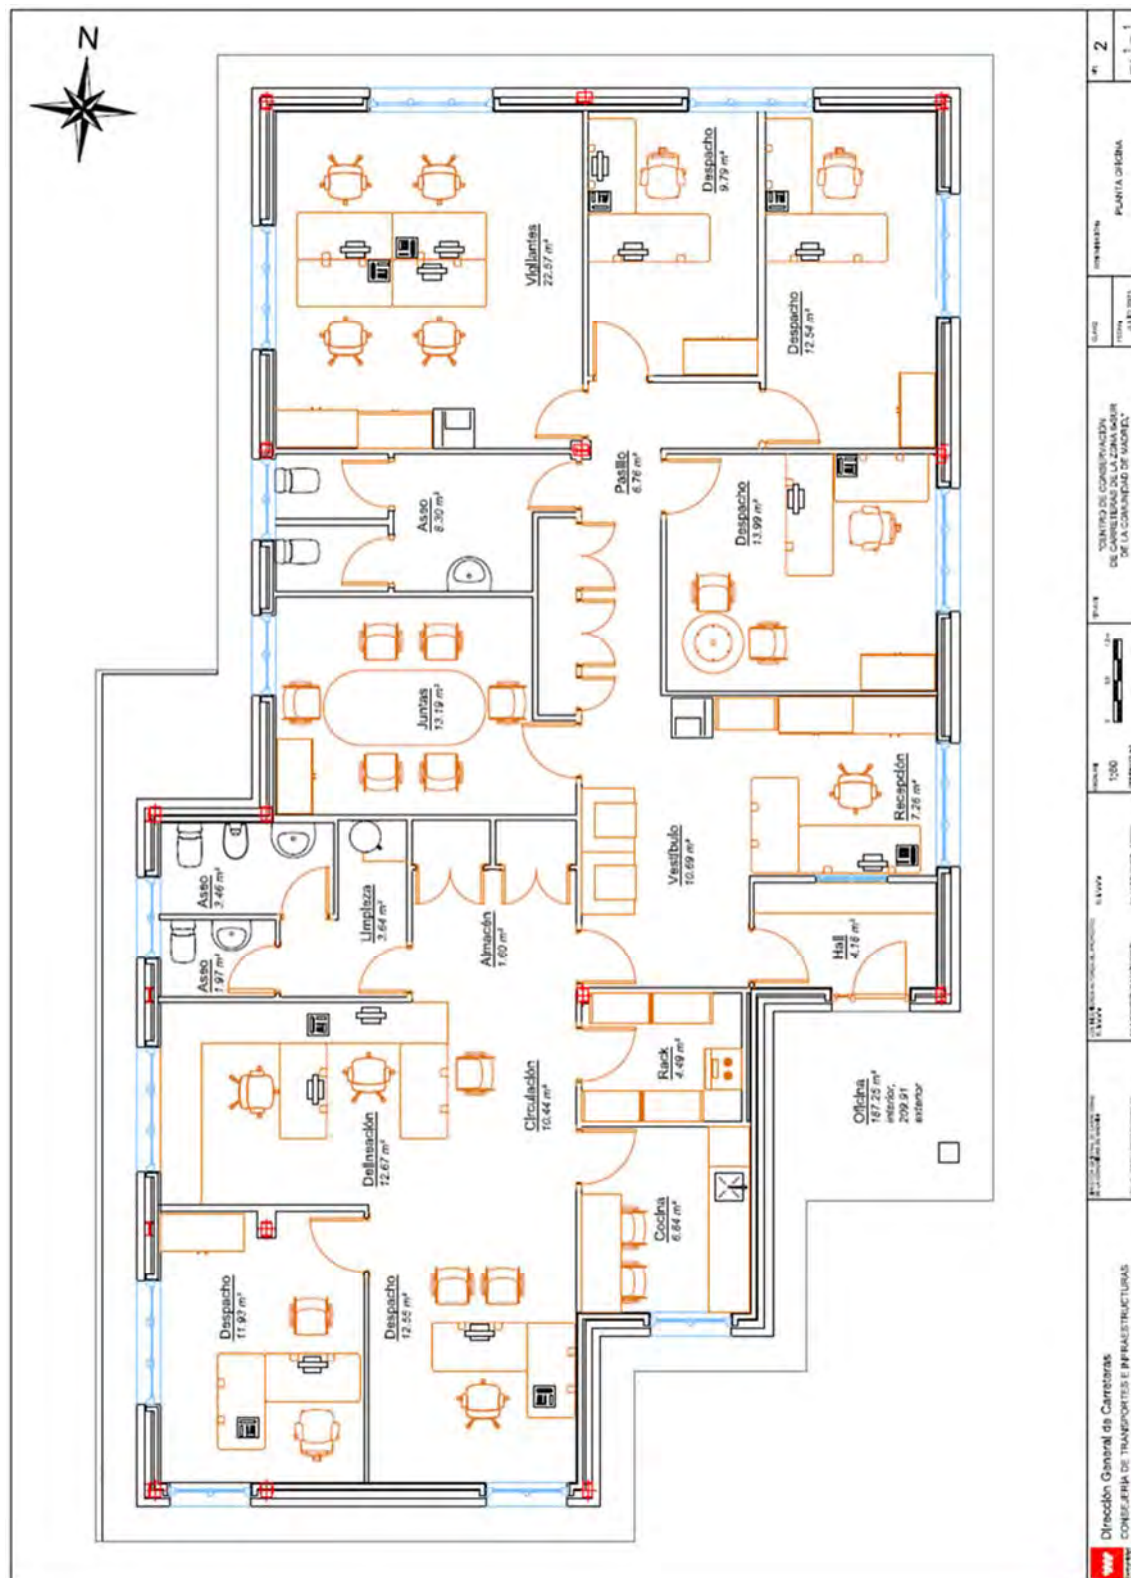 N
Vigilantes
22.57 m²
Despacho
9.79 m²
Despacho
12.54 m²
Aseo
8.30 m²
Pasillo
6.76 m²
Despacho
13.99 m²
Juntas
13.19 m²
Recepción
7.26 m²
Vestíbulo
10.69 m²
Aseo
3.46 m²
Aseo
1.97 m²
Limpieza
3.64 m²
Almacén
1.60 m²
Hall
4.16 m²
Rack
4.49 m²
Circulación
10.44 m²
Delineación
12.67 m²
Oficina
187.25 m²
interior,
209.91
exterior
Cocina
6.64 m²
Despacho
11.93 m²
Despacho
12.55 m²
Dirección General de Carreteras
CONSEJERÍA DE TRANSPORTES E INFRAESTRUCTURAS
"CENTRO DE CONSERVACIÓN
DE CARRETERAS DE LA ZONA
DE LA COMUNIDAD DE MADRID"
PLANTA OFICINA
2